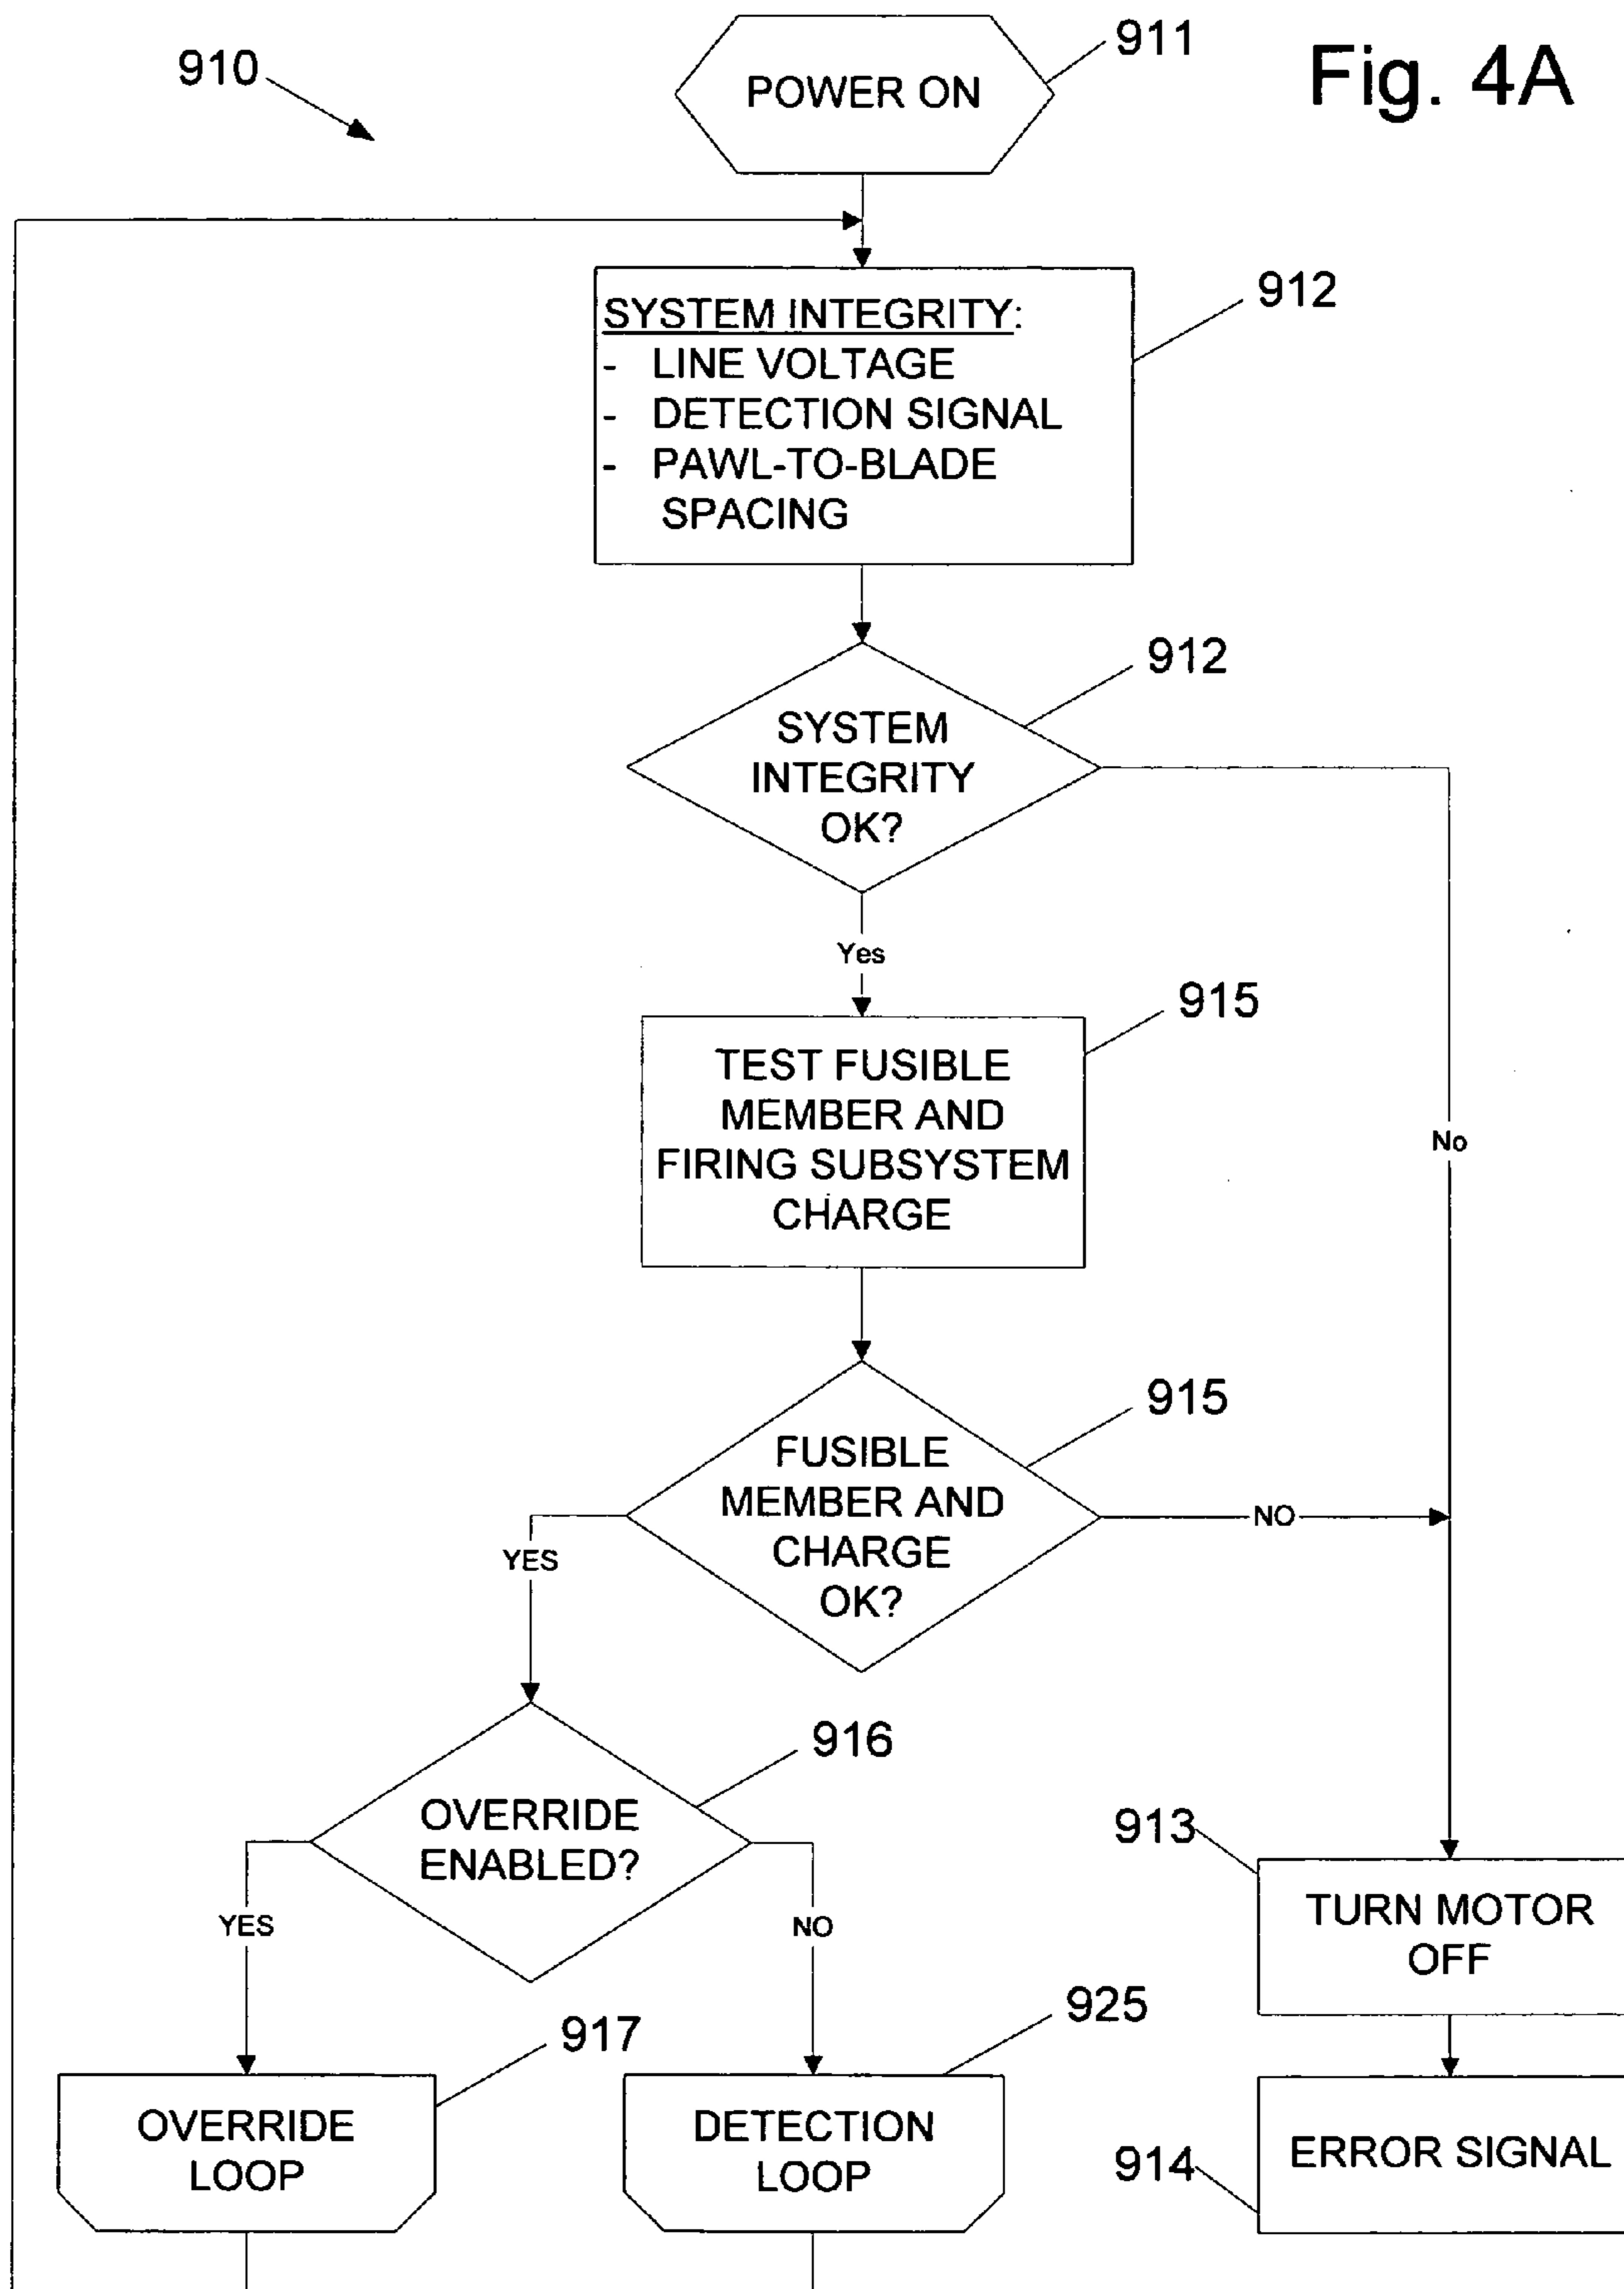 Fig. 4A
910
911
POWER ON
912
SYSTEM INTEGRITY:
- LINE VOLTAGE
- DETECTION SIGNAL
- PAWL-TO-BLADE
SPACING
912
SYSTEM
INTEGRITY
OK?
Yes
No
915
TEST FUSIBLE
MEMBER AND
FIRING SUBSYSTEM
CHARGE
915
FUSIBLE
MEMBER AND
CHARGE
OK?
YES
NO
916
OVERRIDE
ENABLED?
YES
NO
913
TURN MOTOR
OFF
917
OVERRIDE
LOOP
925
DETECTION
LOOP
914
ERROR SIGNAL